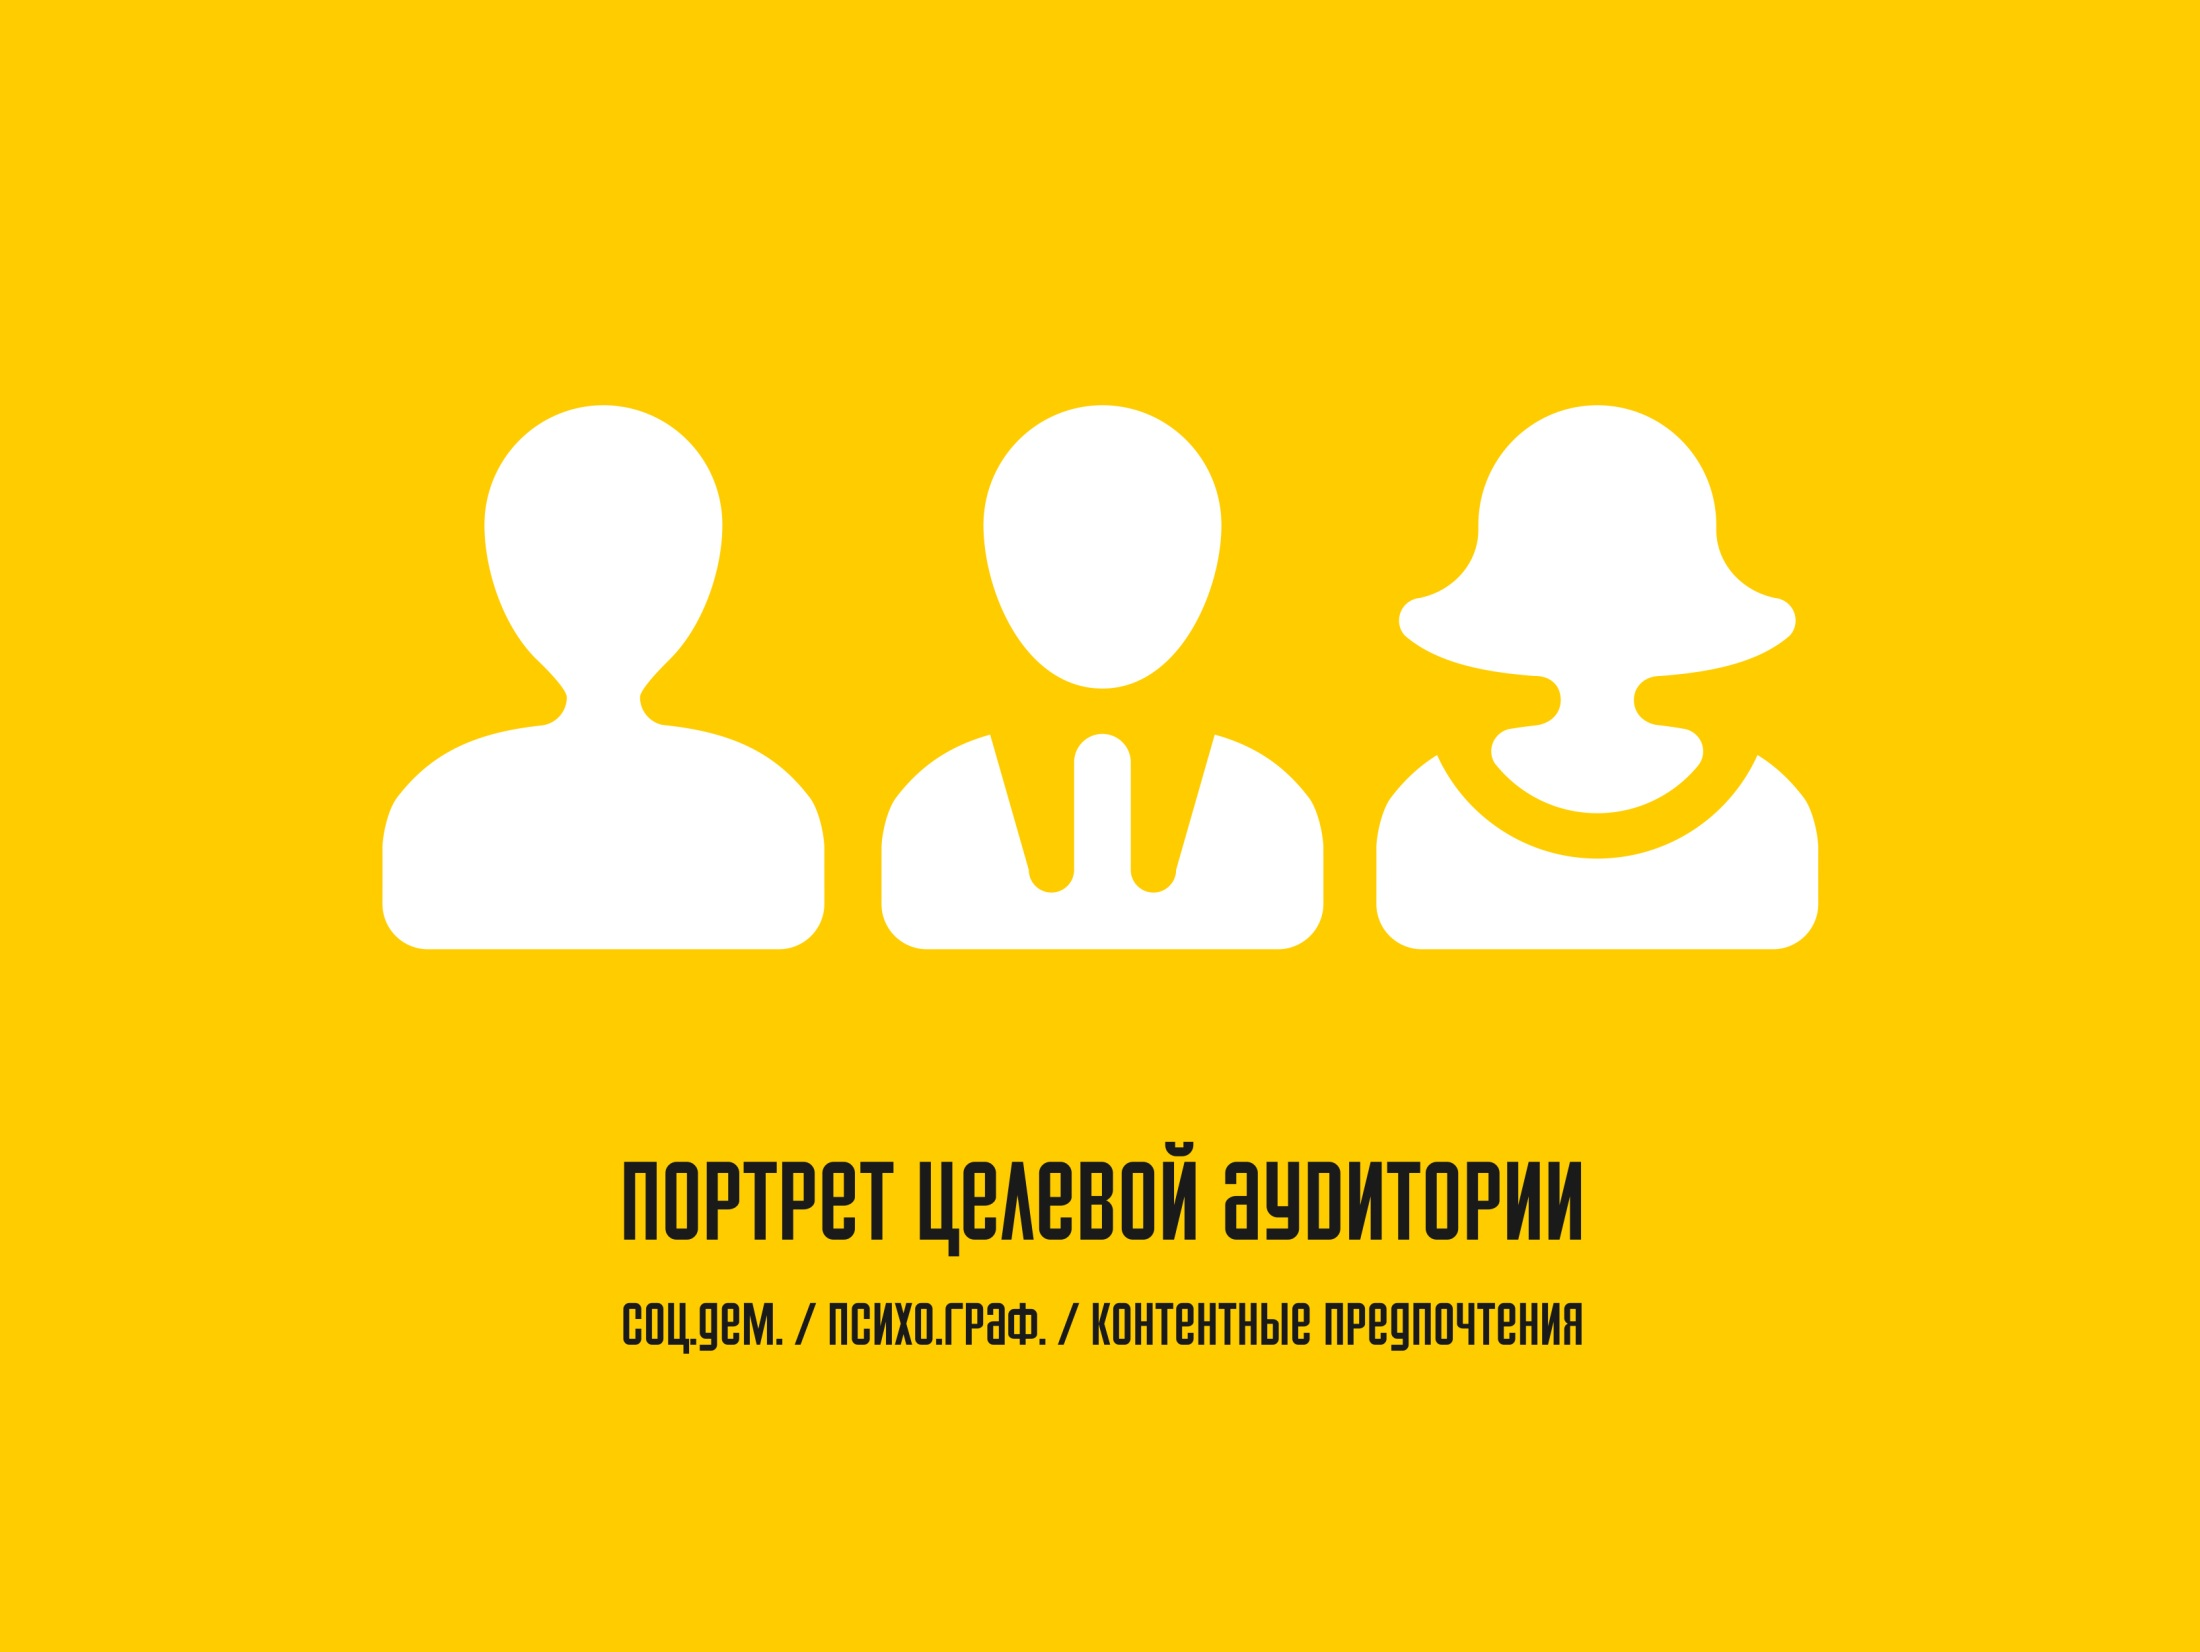 Портрет целевой аудитории
соц.дем. / психо.граф. / контентные предпочтения